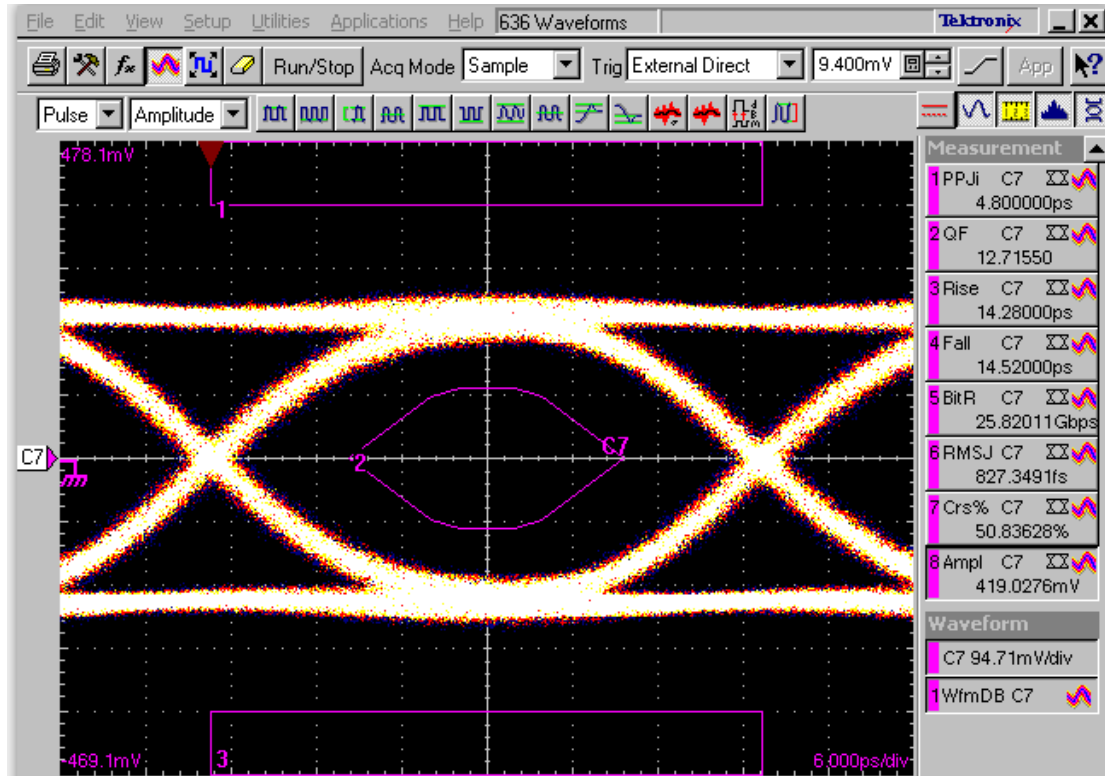 File Edit View Setup Utilities Applications Help 636 Waveforms Tektronix
Run/Stop Acq Mode Sample Trig External Direct 9.400mV App
Pulse Amplitude
478.1mV
1
C7
2
C7
3
-469.1mV
6.000ps/div
Measurement
1 PPJi C7
4.800000ps
2 QF C7
12.71550
3 Rise C7
14.28000ps
4 Fall C7
14.52000ps
5 BitR C7
25.82011Gbps
6 RMSJ C7
827.3491fs
7 Crs% C7
50.83628%
8 Ampl C7
419.0276mV
Waveform
C7 94.71mV/div
1 WfmDB C7